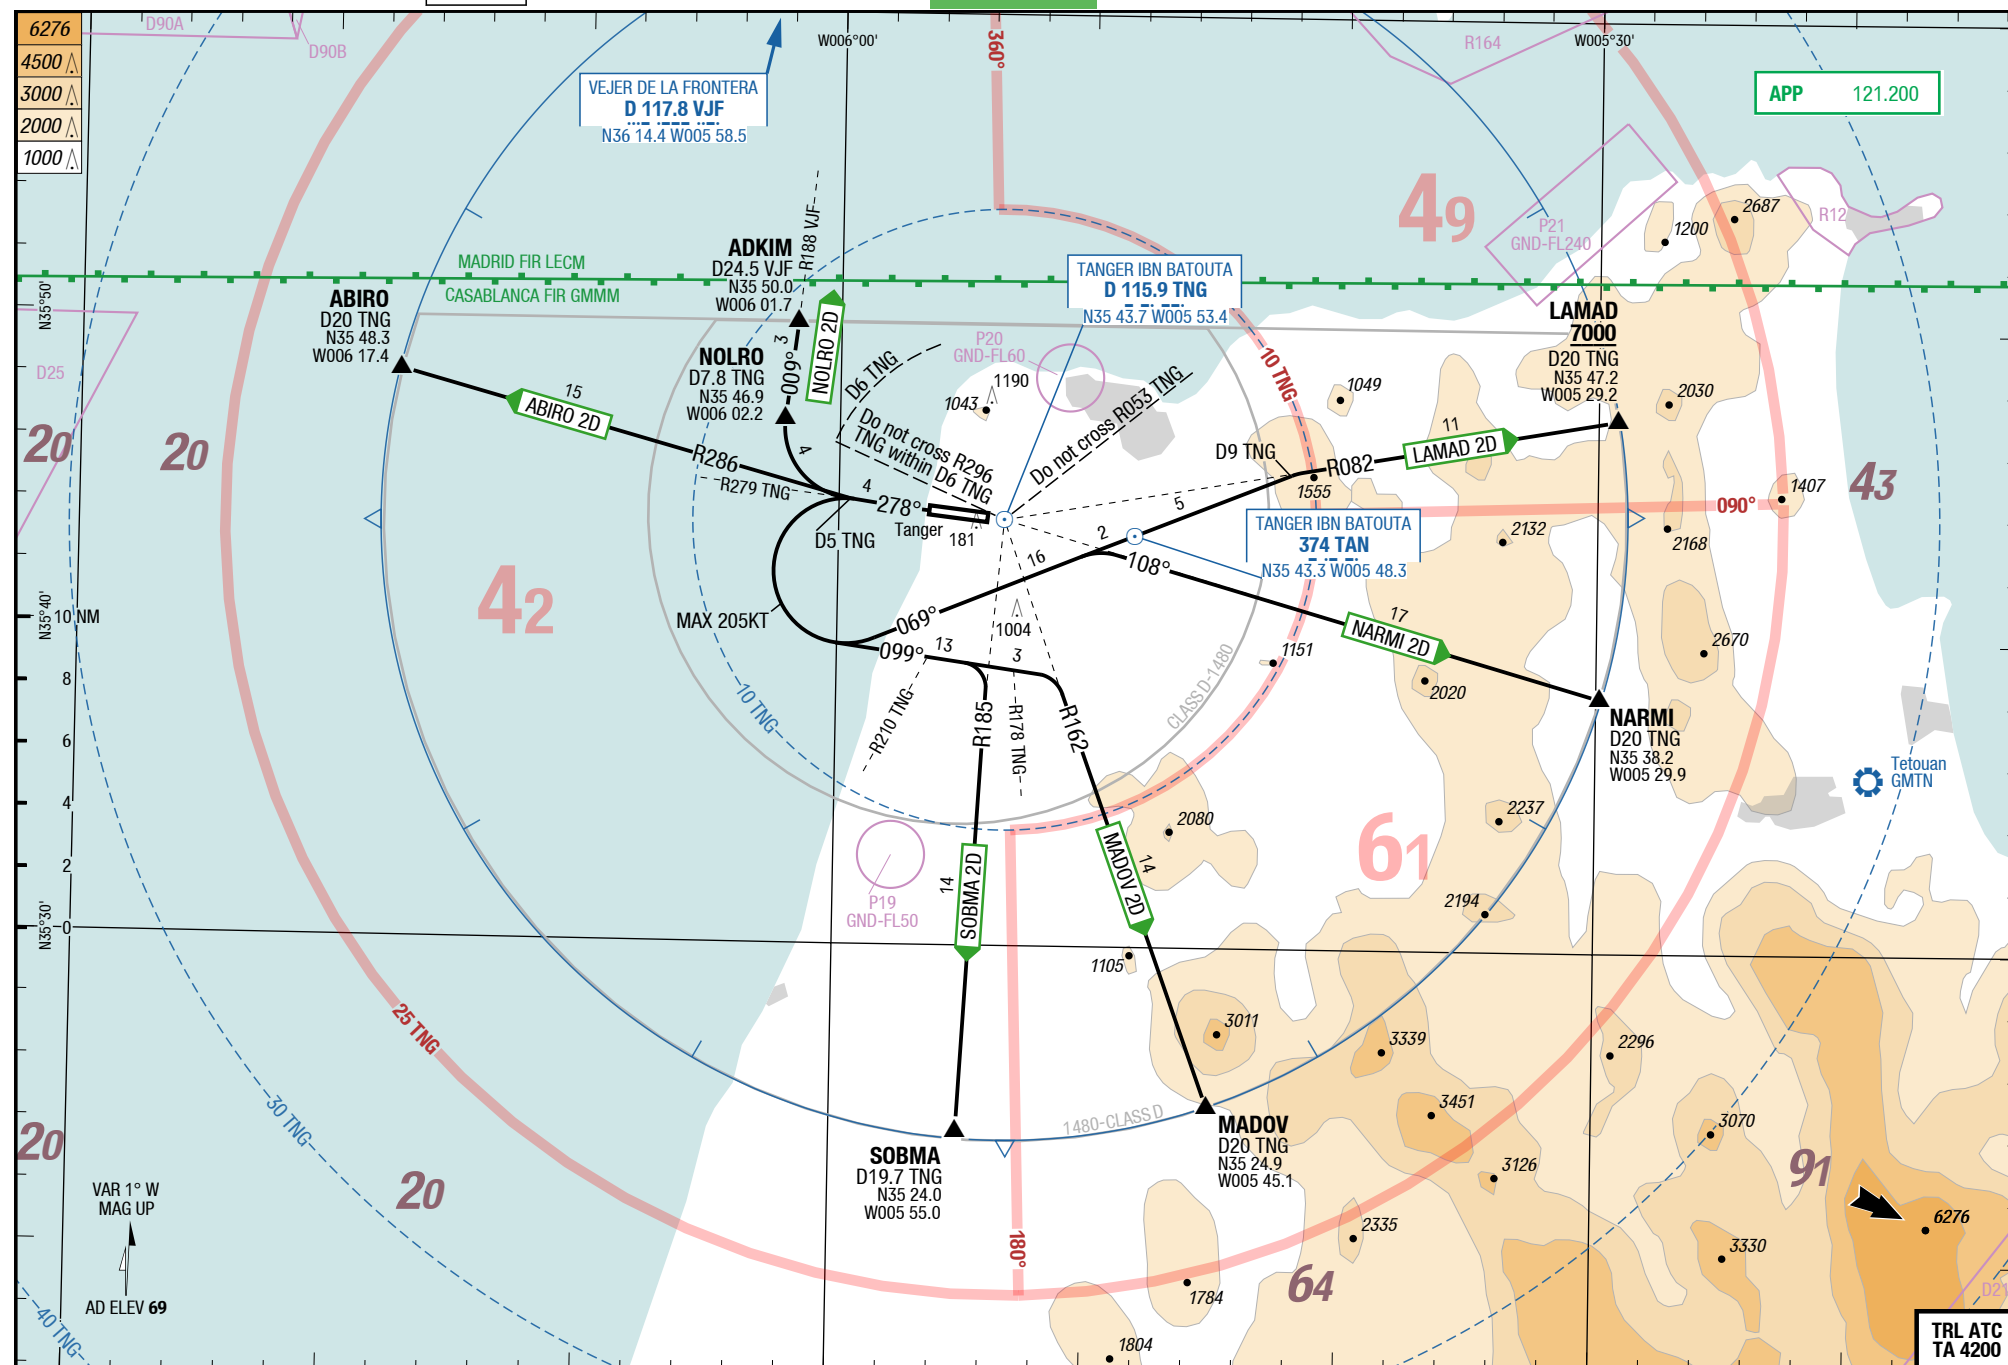 6276
4500
3000
2000
1000
D90A
D90B
W006°00'
360°
R164
W005°30'
APP 121.200
VEJER DE LA FRONTERA
D 117.8 VJF
N36 14.4 W005 58.5
R188 VJF
49
P21
GND-FL240
1200
2687
R12
MADRID FIR LECM
CASABLANCA FIR GMMM
N35°50'
ADKIM
D24.5 VJF
N35 50.0
W006 01.7
TANGER IBN BATOUTA
D 115.9 TNG
N35 43.7 W005 53.4
ABIRO
D20 TNG
N35 48.3
W006 17.4
LAMAD
7000
D20 TNG
N35 47.2
W005 29.2
NOLRO
D7.8 TNG
N35 46.9
W006 02.2
3
009°
NOLRO 2D
4
D6 TNG
P20
GND-FL60
1190
1043
10 TNG
1049
2030
D25
15
ABIRO 2D
Do not cross R296
TNG within D6 TNG
Do not cross R053 TNG
11
LAMAD 2D
20
20
R286
R279 TNG
4
278°
D9 TNG
R082
1555
43
1407
090°
D5 TNG
Tanger
181
5
2
16
TANGER IBN BATOUTA
374 TAN
N35 43.3 W005 48.3
2132
2168
108°
42
N35°40'
10 NM
8
6
4
2
0
MAX 205KT
069°
1004
099°
13
3
17
NARMI 2D
1151
2670
2020
CLASS D-1480
10 TNG
R210 TNG
R185
R178 TNG
R162
NARMI
D20 TNG
N35 38.2
W005 29.9
Tetouan
GMTN
2237
2080
61
MADOV 2D
14
14
SOBMA 2D
P19
GND-FL50
2194
N35°30'
1105
3011
3339
2296
25 TNG
30 TNG
3451
3070
1480-CLASS D
MADOV
D20 TNG
N35 24.9
W005 45.1
SOBMA
D19.7 TNG
N35 24.0
W005 55.0
3126
91
20
20
VAR 1° W
MAG UP
AD ELEV 69
180°
2335
6276
3330
64
1784
D21
40 TNG
1804
TRL ATC
TA 4200